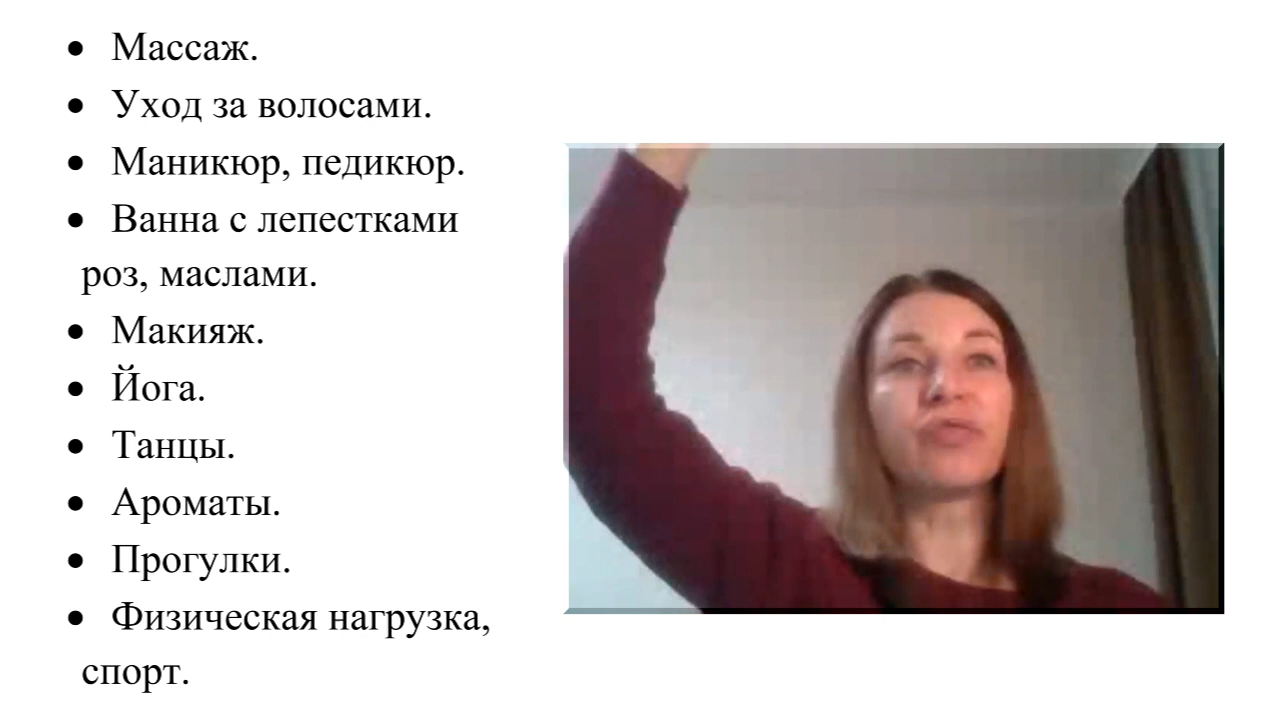 • Массаж.
• Уход за волосами.
• Маникюр, педикюр.
• Ванна с лепестками
роз, маслами.
• Макияж.
• Йога.
• Танцы.
• Ароматы.
• Прогулки.
• Физическая нагрузка,
спорт.